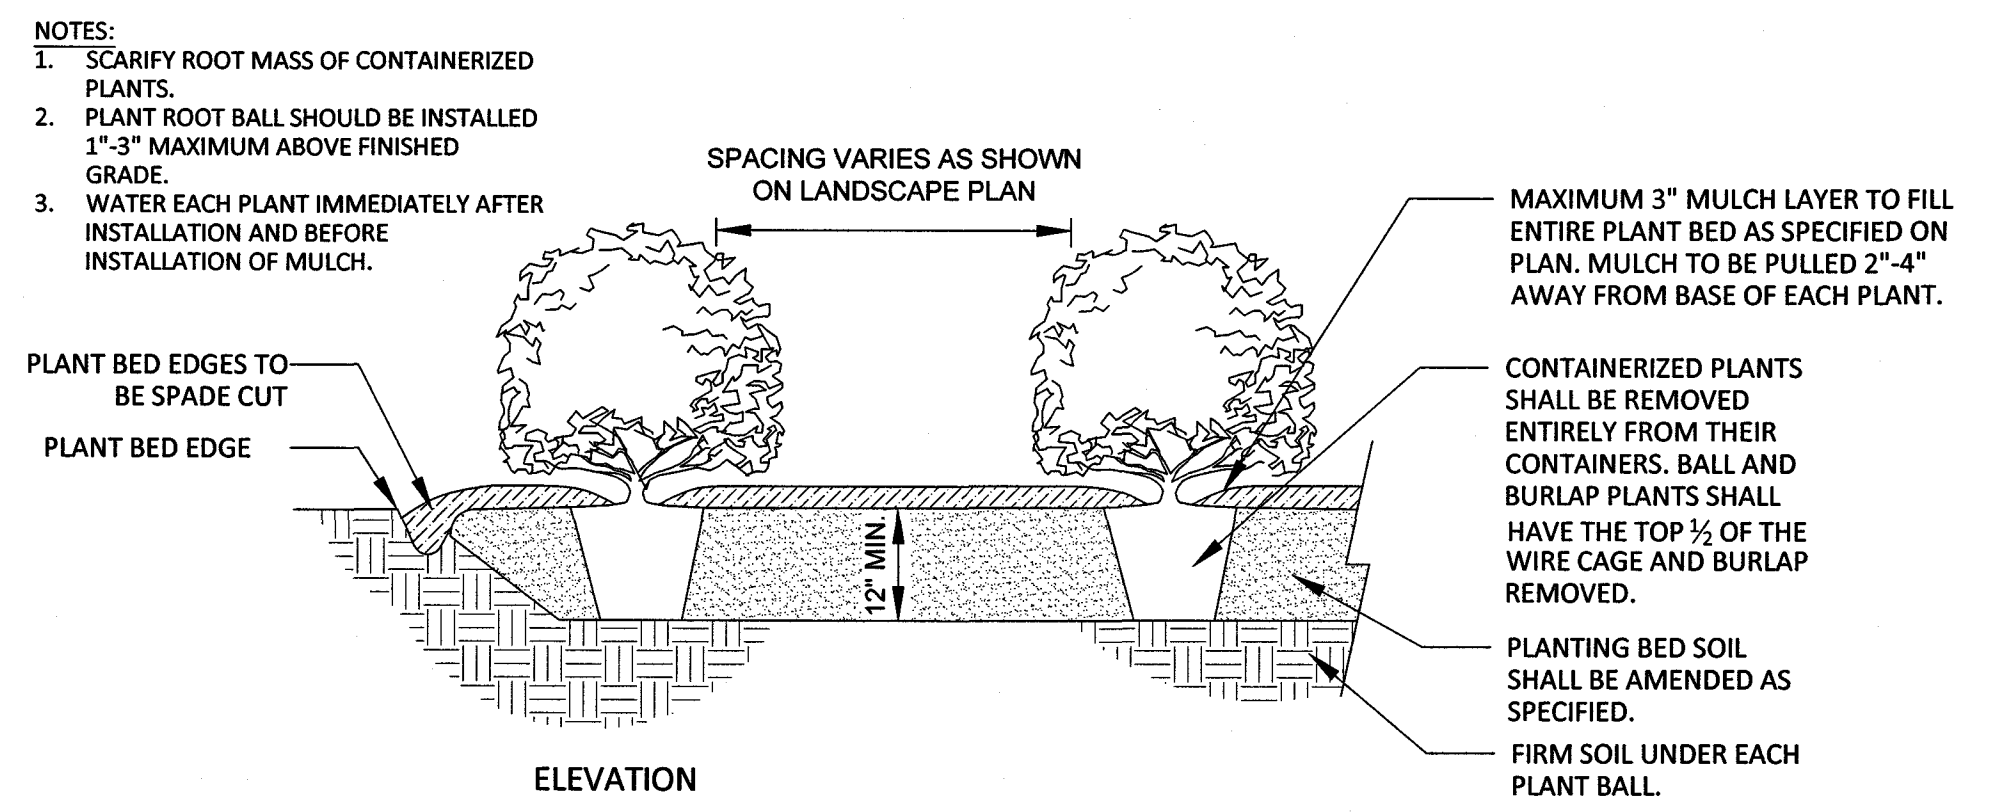 NOTES:
1. SCARIFY ROOT MASS OF CONTAINERIZED
PLANTS.
2. PLANT ROOT BALL SHOULD BE INSTALLED
1"-3" MAXIMUM ABOVE FINISHED
GRADE.
3. WATER EACH PLANT IMMEDIATELY AFTER
INSTALLATION AND BEFORE
INSTALLATION OF MULCH.
SPACING VARIES AS SHOWN
ON LANDSCAPE PLAN
PLANT BED EDGES TO
BE SPADE CUT
PLANT BED EDGE
12" MIN.
MAXIMUM 3" MULCH LAYER TO FILL
ENTIRE PLANT BED AS SPECIFIED ON
PLAN. MULCH TO BE PULLED 2"-4"
AWAY FROM BASE OF EACH PLANT.
CONTAINERIZED PLANTS
SHALL BE REMOVED
ENTIRELY FROM THEIR
CONTAINERS. BALL AND
BURLAP PLANTS SHALL
HAVE THE TOP ½ OF THE
WIRE CAGE AND BURLAP
REMOVED.
PLANTING BED SOIL
SHALL BE AMENDED AS
SPECIFIED.
FIRM SOIL UNDER EACH
PLANT BALL.
ELEVATION